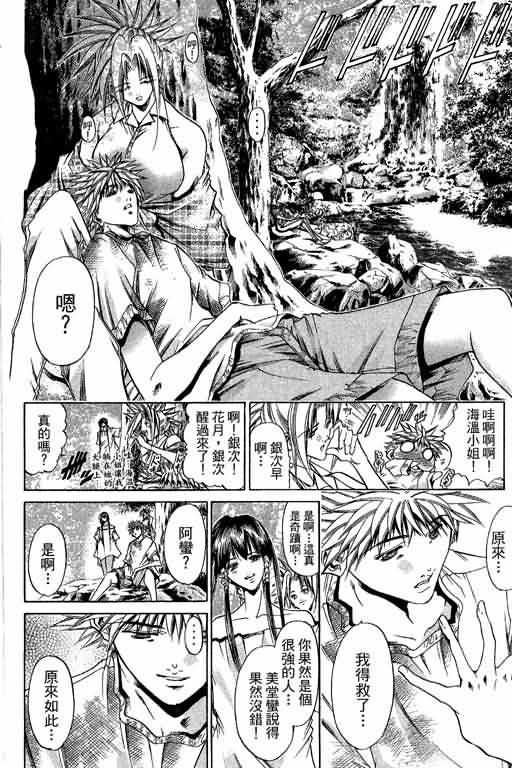 …
…
嗯？
哇啊啊啊！
海溫小姐！
銀次早
啊…
啊！銀次！
花月，銀次
醒過來了！
真的嗎？
原來…
我得救了…
是啊…這真
是奇蹟啊…
你果然是個
很強的人…
美堂蠻說得
果然沒錯！
阿蠻？
是啊…
…
原來如此…